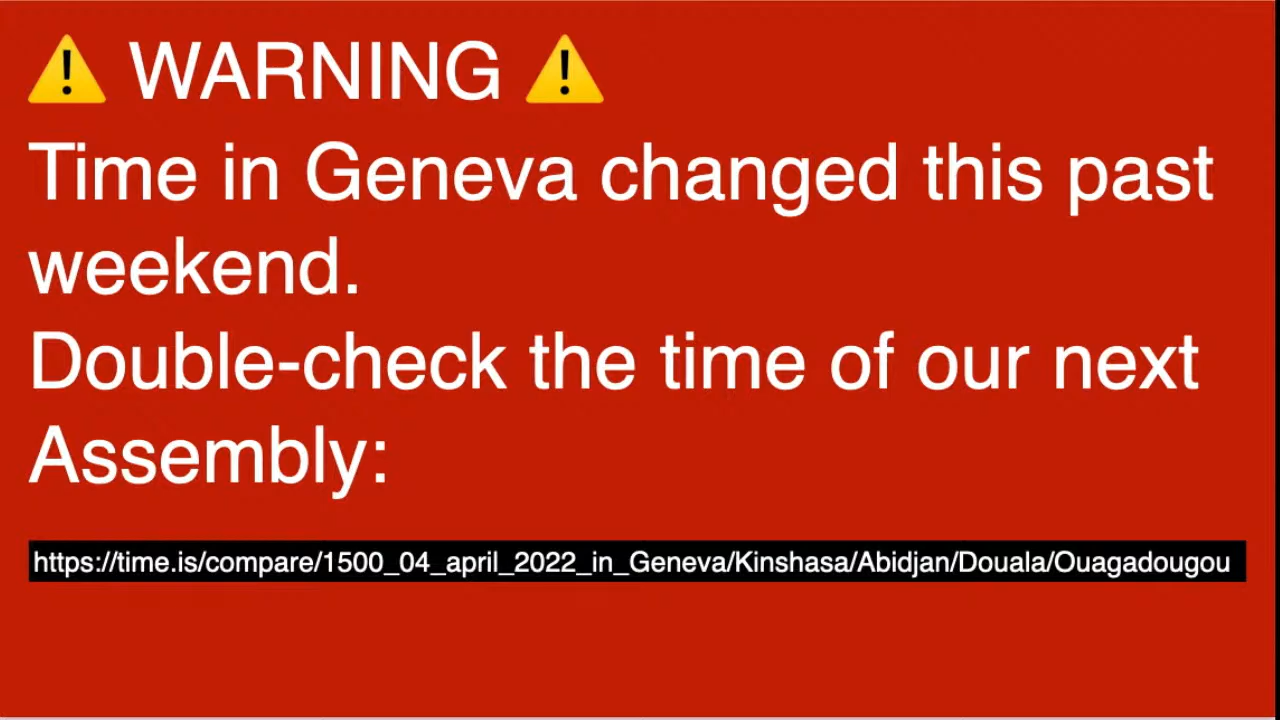 ⚠️ WARNING ⚠️
Time in Geneva changed this past
weekend.
Double-check the time of our next
Assembly:
https://time.is/compare/1500_04_april_2022_in_Geneva/Kinshasa/Abidjan/Douala/Ouagadougou